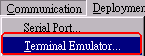 Communication Deploymen
Serial Port...
Terminal Emulator...